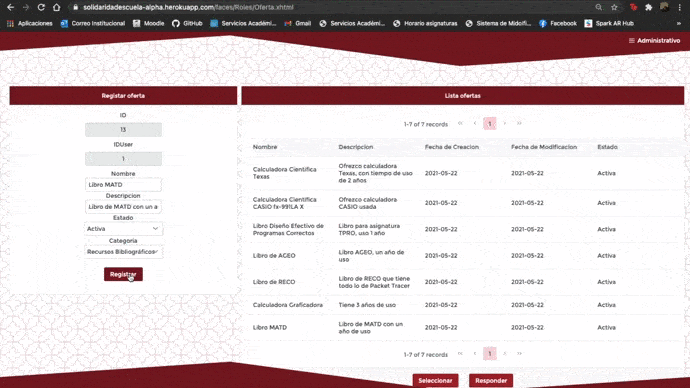 solidaridadescuela-alpha.herokuapp.com/faces/Roles/Oferta.xhtml
Aplicaciones Institucional Moodle GitHub Servicios Académi... Gmail Servicios Académi... Horario asignaturas Sistema de Midofi... Facebook Spark AR Hub »
Administrativo
Registar oferta
ID
13
IDUser
1
Nombre
Libro MATD
Descripcion
Libro de MATD con un a
Estado
Activa
Categoria
Recursos Bibliográficos
Registrar
Lista ofertas
1-7 of 7 records 1
Nombre Descripcion Fecha de Creacion Fecha de Modificacion Estado
Calculadora Cientifica Texas
Ofrezco calculadora Texas, con tiempo de uso de 2 años
2021-05-22 2021-05-22 Activa
Calculadora Cientifica CASIO fx-991LA X
Ofrezco calculadora CASIO usada
2021-05-22 2021-05-22 Activa
Libro Diseño Efectivo de Programas Correctos
Libro para asignatura TPRO, uso 1 año
2021-05-22 2021-05-22 Activa
Libro de AGEO
Libro AGEO, un año de uso
2021-05-22 2021-05-22 Activa
Libro de RECO
Libro de RECO que tiene todo lo de Packet Tracer
2021-05-22 2021-05-22 Activa
Calculadora Graficadora Tiene 3 años de uso 2021-05-22 2021-05-22 Activa
Libro MATD
Libro de MATD con un año de uso
2021-05-22 2021-05-22 Activa
1-7 of 7 records 1
Seleccionar Responder